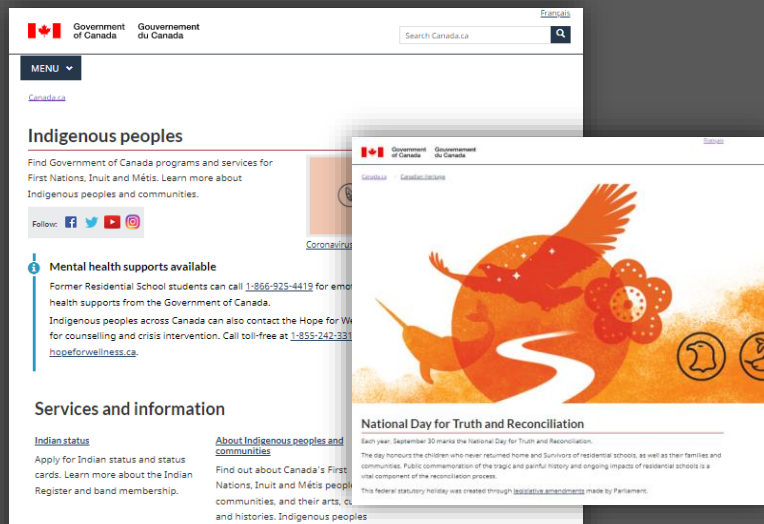 Français
Government of Canada Gouvernement du Canada
Search Canada.ca
MENU
Canada.ca
Indigenous peoples
Find Government of Canada programs and services for
First Nations, Inuit and Métis. Learn more about
Indigenous peoples and communities.
Follow:
Coronavirus
Mental health supports available
Former Residential School students can call 1-866-925-4419 for
health supports from the Government of Canada.
Indigenous peoples across Canada can also contact the Hope for
for counselling and crisis intervention. Call toll-free at 1-855-242-331
hopeforwellness.ca.
Services and information
Indian status
Apply for Indian status and status
cards. Learn more about the Indian
Register and band membership.
About Indigenous peoples and
communities
Find out about Canada's First
Nations, Inuit and Métis
communities, and their arts,
and histories. Indigenous peoples
Français
Government of Canada Gouvernement du Canada
Canada.ca Canadian Heritage
National Day for Truth and Reconciliation
Each year, September 30 marks the National Day for Truth and Reconciliation.
The day honours the children who never returned home and Survivors of residential schools, as well as their families and
communities. Public commemoration of the tragic and painful history and ongoing impacts of residential schools is a
vital component of the reconciliation process.
This federal statutory holiday was created through legislative amendments made by Parliament.